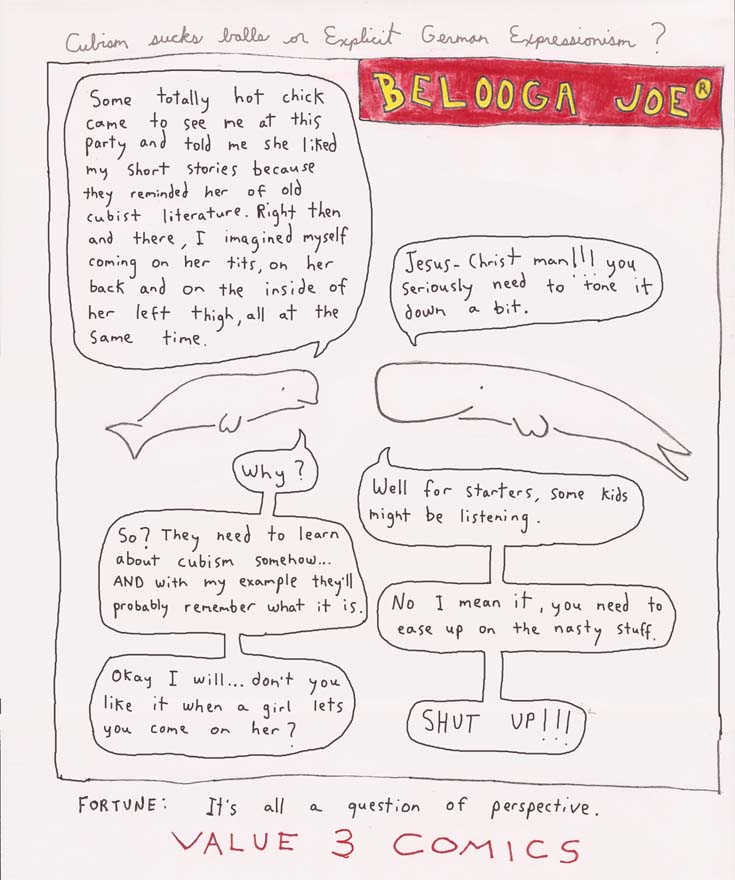 Cubism sucks balls or Explicit German Expressionism ?
BELOOGA JOE®
Some totally hot chick
came to see me at this
party and told me she liked
my short stories because
they reminded her of old
cubist literature. Right then
and there, I imagined myself
coming on her tits, on her
back and on the inside of
her left thigh, all at the
same time.
Jesus-Christ man!!! you
seriously need to tone it
down a bit.
Why?
Well for starters, some kids
might be listening.
So? They need to learn
about cubism somehow...
AND with my example they'll
probably remember what it is.
No I mean it, you need to
ease up on the nasty stuff.
Okay I will... don't you
like it when a girl lets
you come on her?
SHUT UP!!!
FORTUNE: It's all a question of perspective.
VALUE 3 COMICS